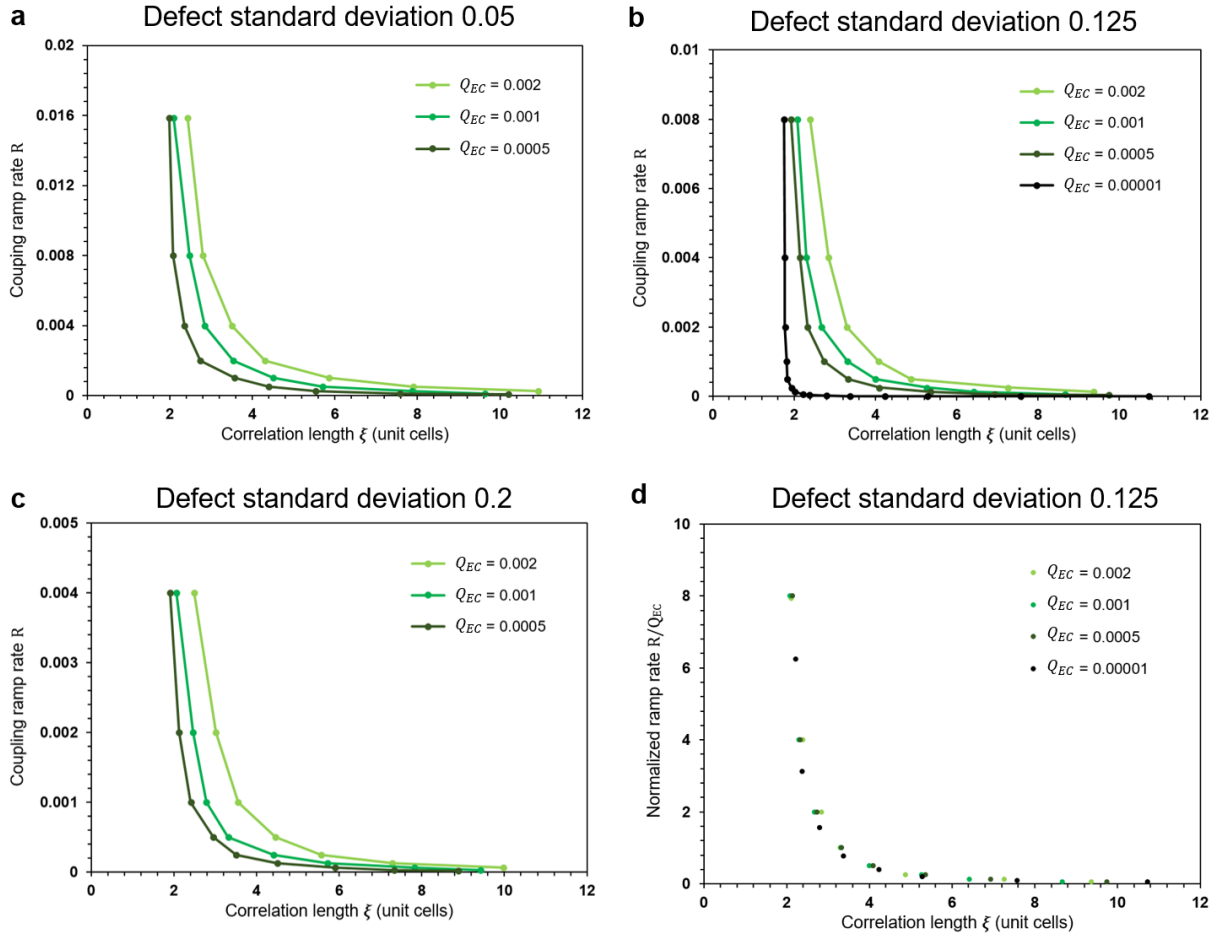 a
Defect standard deviation 0.05
0.02
0.016
0.012
0.008
0.004
0
Couping ramp rate R
Q_EC = 0.002
Q_EC = 0.001
Q_EC = 0.0005
0 2 4 6 8 10 12
Correlation length ξ (unit cells)
b
Defect standard deviation 0.125
0.01
0.008
0.006
0.004
0.002
0
Coupling ramp rate R
Q_EC = 0.002
Q_EC = 0.001
Q_EC = 0.0005
Q_EC = 0.00001
0 2 4 6 8 10 12
Correlation length ξ (unit cells)
c
Defect standard deviation 0.2
0.005
0.004
0.003
0.002
0.001
0
Coupling ramp rate R
Q_EC = 0.002
Q_EC = 0.001
Q_EC = 0.0005
0 2 4 6 8 10 12
Correlation length ξ (unit cells)
d
Defect standard deviation 0.125
10
8
6
4
2
0
Normalized ramp rate R/Q_EC
Q_EC = 0.002
Q_EC = 0.001
Q_EC = 0.0005
Q_EC = 0.00001
0 2 4 6 8 10 12
Correlation length ξ (unit cells)